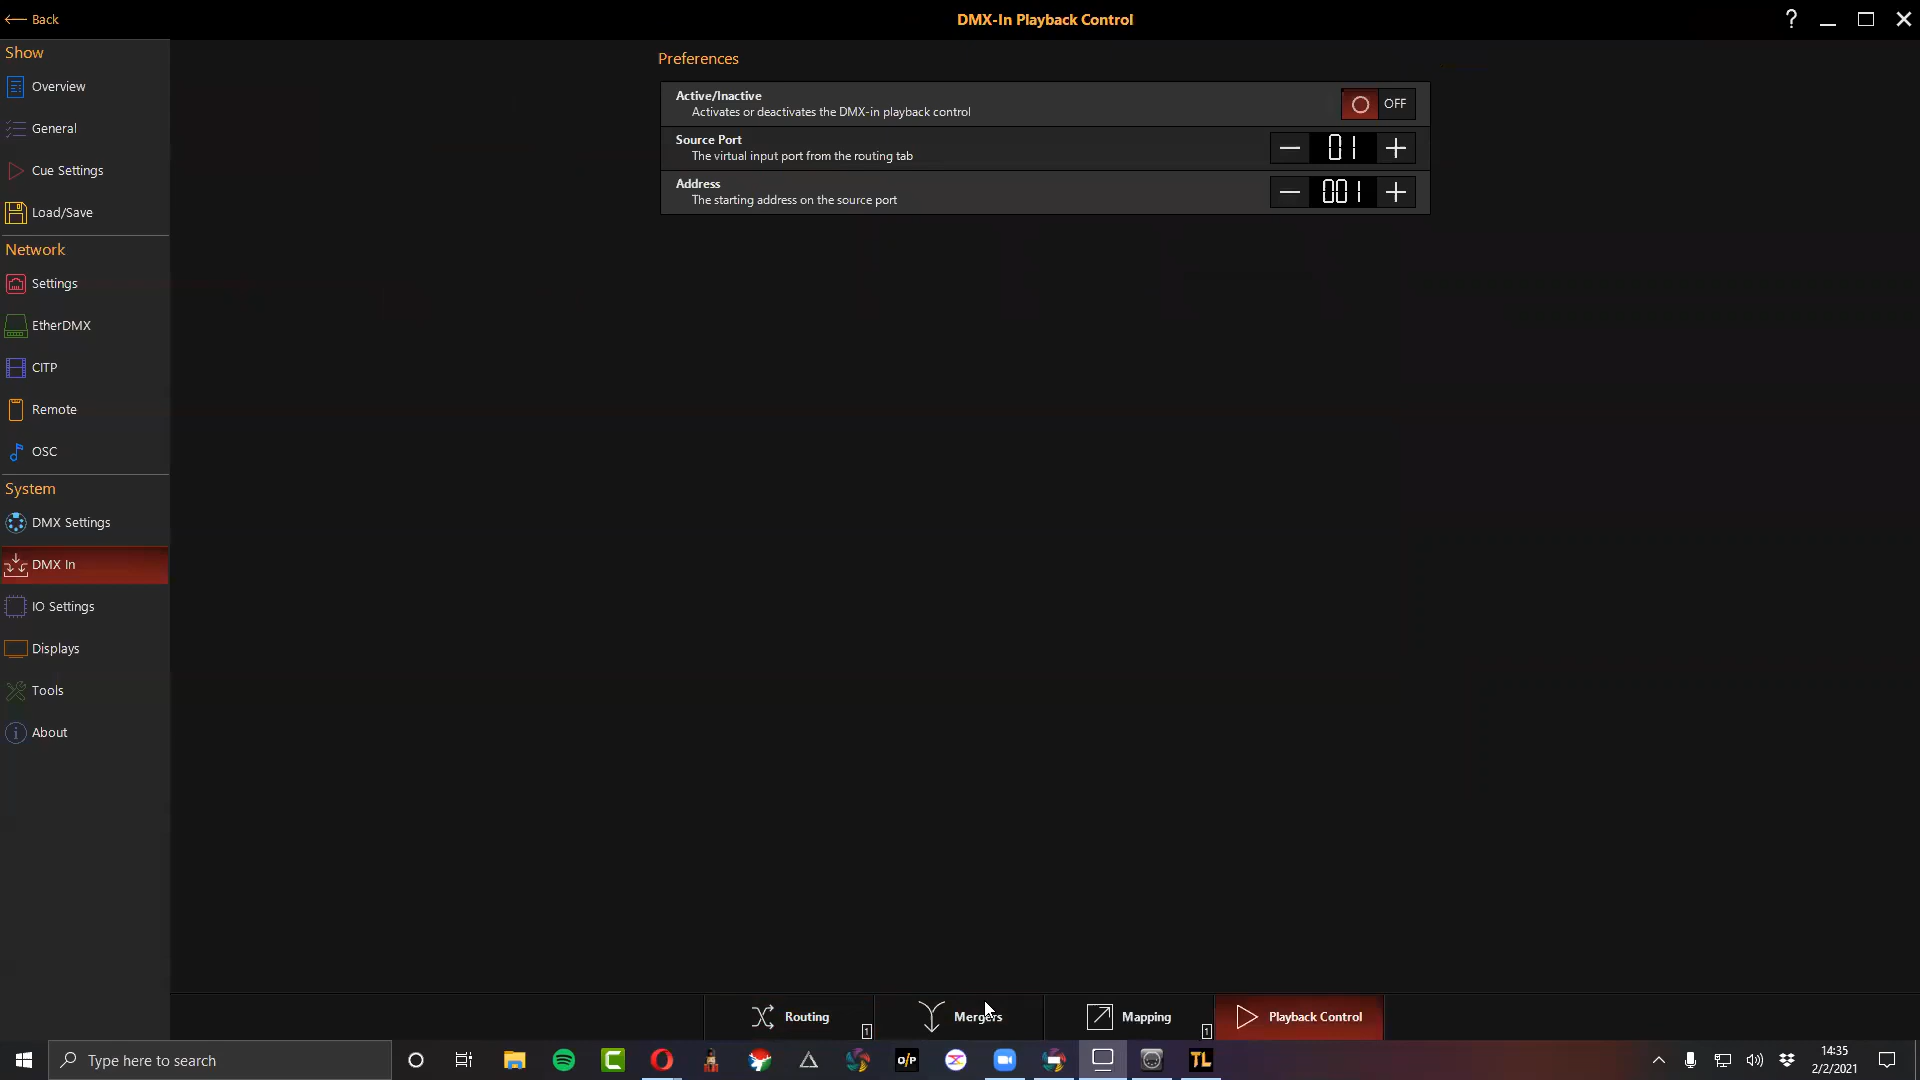 Back
DMX-In Playback Control
?
Show
Overview
General
Cue Settings
Load/Save
Network
Settings
EtherDMX
CITP
Remote
OSC
System
DMX Settings
DMX In
IO Settings
Displays
Tools
About
Preferences
Active/Inactive
Activates or deactivates the DMX-in playback control
OFF
Source Port
The virtual input port from the routing tab
01
Address
The starting address on the source port
001
Routing
1
Mergers
Mapping
1
Playback Control
Type here to search
O/P
TL
14:35
2/2/2021